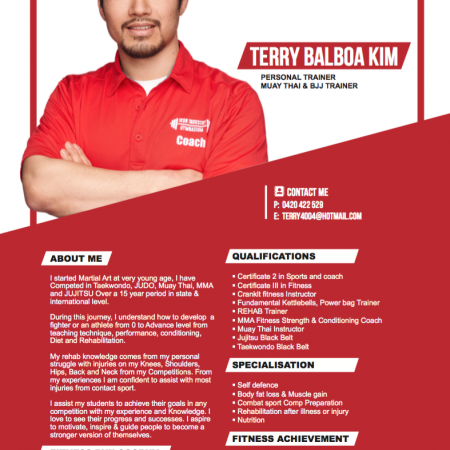 TERRY BALBOA KIM
PERSONAL TRAINER
MUAY THAI & BJJ TRAINER
IRON INDUSTRY
GYMNASIUM
Coach
CONTACT ME
P: 0420 422 529
E: TERRY4004@HOTMAIL.COM
ABOUT ME
I started Martial Art at very young age, I have
Competed in Taekwondo, JUDO, Muay Thai, MMA
and JUJITSU Over a 15 year period in state &
international level.
During this journey, I understand how to develop a
fighter or an athlete from 0 to Advance level from
teaching technique, performance, conditioning,
Diet and Rehabilitation.
My rehab knowledge comes from my personal
struggle with injuries on my Knees, Shoulders,
Hips, Back and Neck from my Competitions. From
my experiences I am confident to assist with most
injuries from contact sport.
I assist my students to achieve their goals in any
competition with my experience and Knowledge. I
love to see their progress and successes. I aspire
to motivate, inspire & guide people to become a
stronger version of themselves.
QUALIFICATIONS
• Certificate 2 in Sports and coach
• Certificate III in Fitness
• Crankit fitness Instructor
• Fundamental Kettlebells, Power bag Trainer
• REHAB Trainer
• MMA Fitness Strength & Conditioning Coach
• Muay Thai Instructor
• Jujitsu Black Belt
• Taekwondo Black Belt
SPECIALISATION
• Self defence
• Body fat loss & Muscle gain
• Combat sport Comp Preparation
• Rehabilitation after illness or injury
• Nutrition
FITNESS ACHIEVEMENT